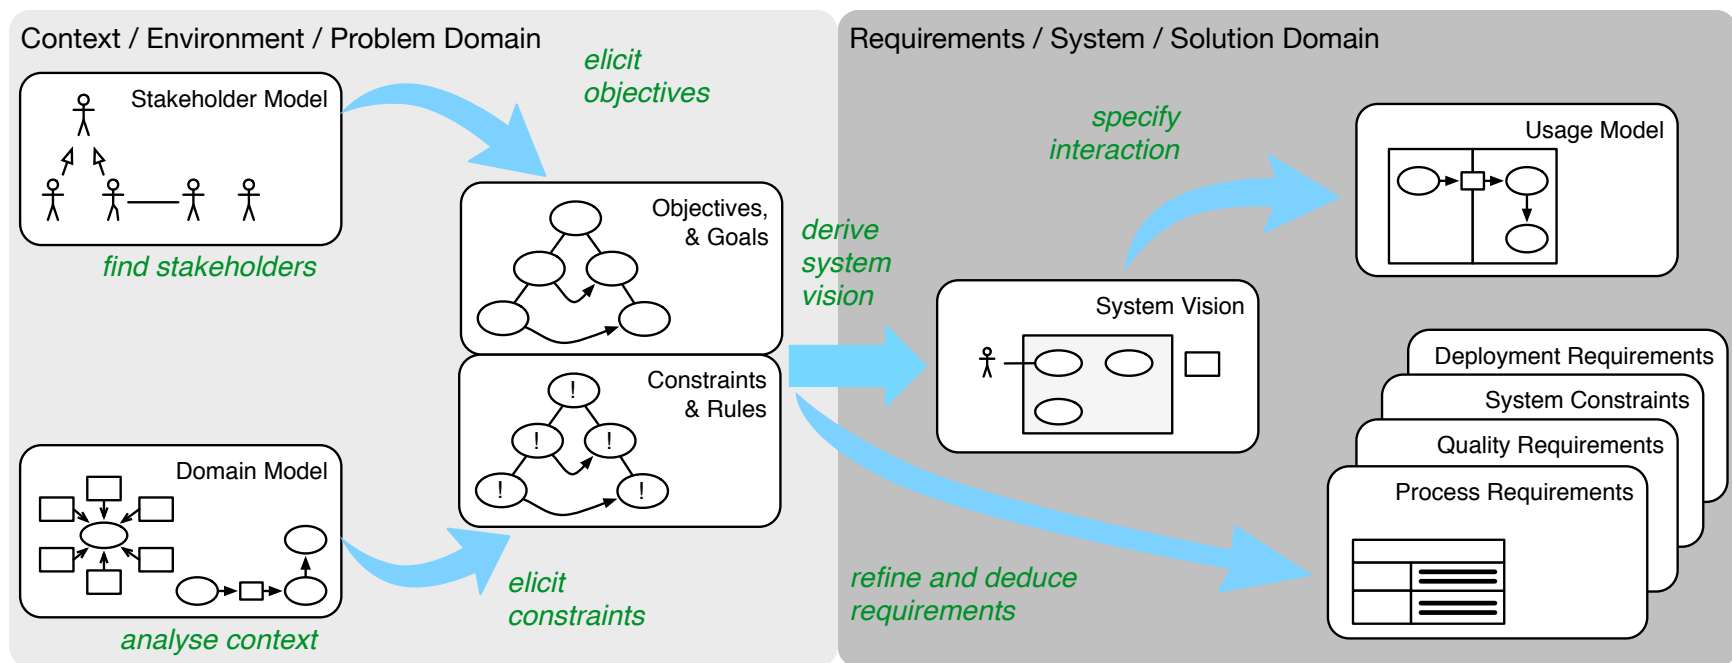 Context / Environment / Problem Domain
Stakeholder Model
find stakeholders
elicit
objectives
Objectives,
& Goals
Constraints
& Rules
!
! !
! !
Domain Model
analyse context
elicit
constraints
derive
system
vision
Requirements / System / Solution Domain
System Vision
specify
interaction
Usage Model
refine and deduce
requirements
Deployment Requirements
System Constraints
Quality Requirements
Process Requirements